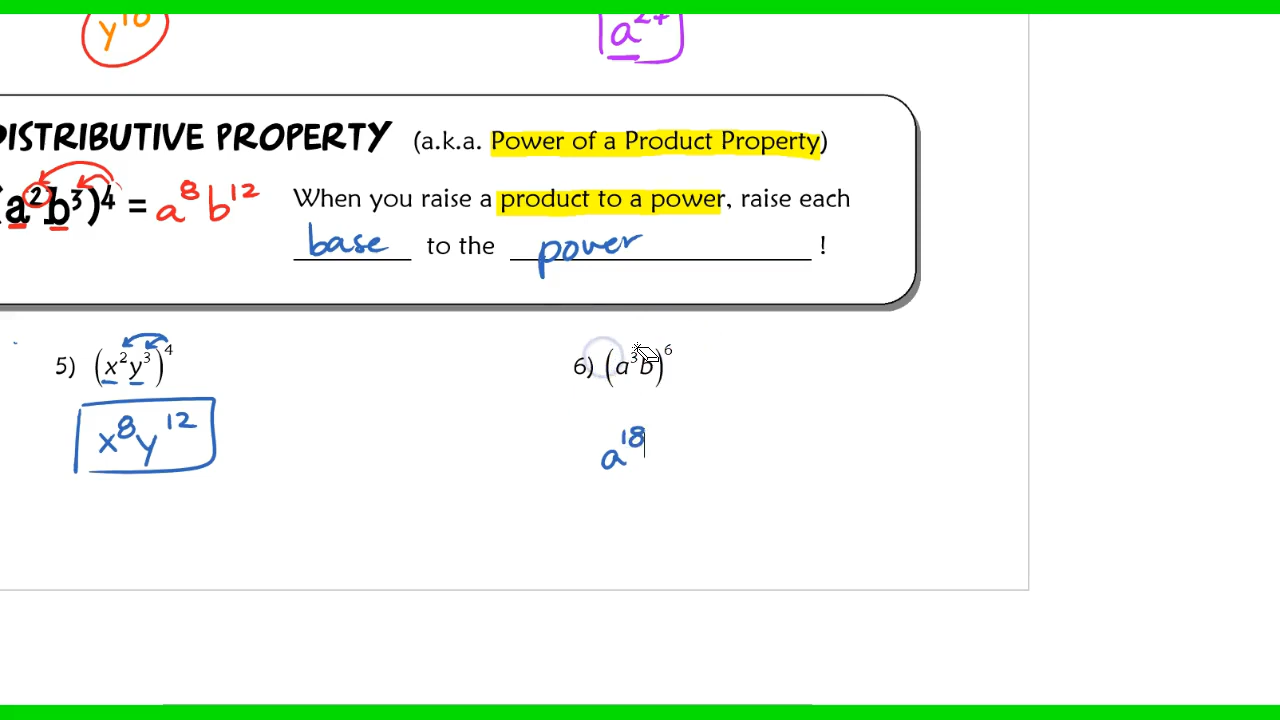 y¹⁰
a²⁴
DISTRIBUTIVE PROPERTY (a.k.a. Power of a Product Property)
(a²b³)⁴ = a⁸b¹² When you raise a product to a power, raise each
base to the power !
5) (x²y³)⁴ 6) (a³b)⁶
x⁸y¹² a¹⁸